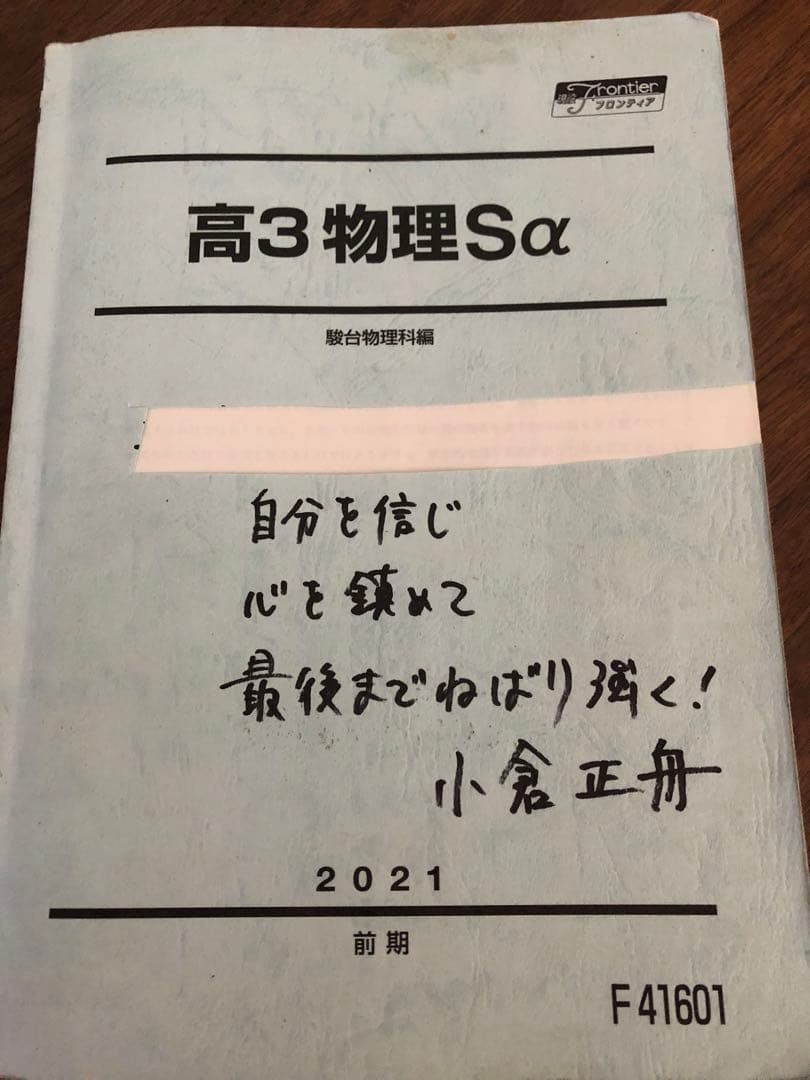 現役 Frontier
フロンティア
高3物理Sα
駿台物理科編
自分を信じ
心を鎮めて
最後までねばり強く!
小倉正舟
2021
前期
F41601